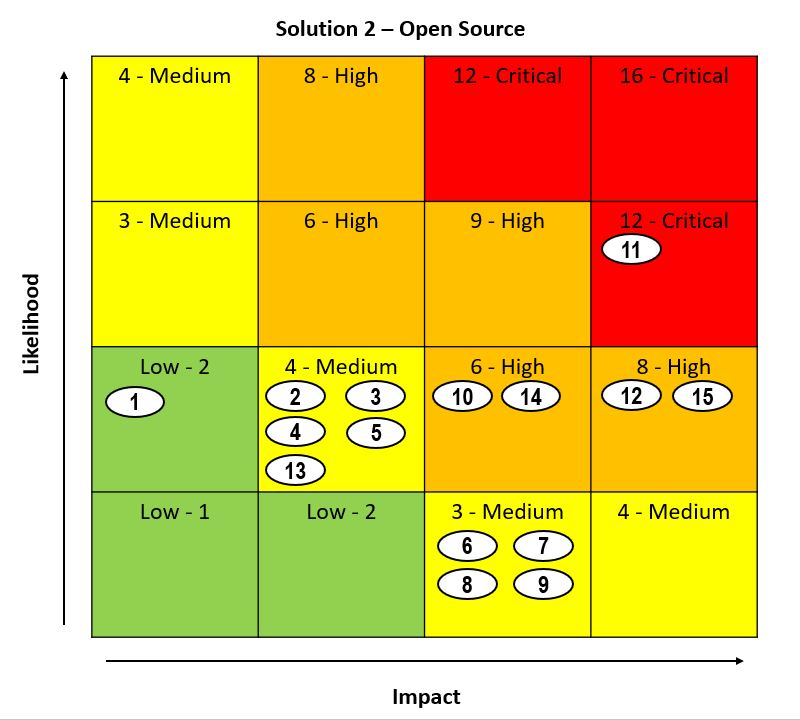 Solution 2 – Open Source
4 - Medium 8 - High 12 - Critical 16 - Critical
3 - Medium 6 - High 9 - High 12 - Critical
11
Low - 2 4 - Medium 6 - High 8 - High
1 2 3 10 14 12 15
4 5
13
Low - 1 Low - 2 3 - Medium 4 - Medium
6 7
8 9
Likelihood
Impact